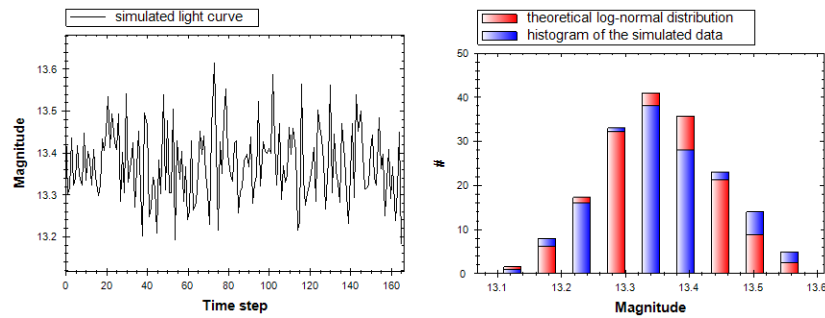 simulated light curve
Magnitude
13.6
13.5
13.4
13.3
13.2
0 20 40 60 80 100 120 140 160
Time step
theoretical log-normal distribution
histogram of the simulated data
#
50
40
30
20
10
0
13.1 13.2 13.3 13.4 13.5 13.6
Magnitude